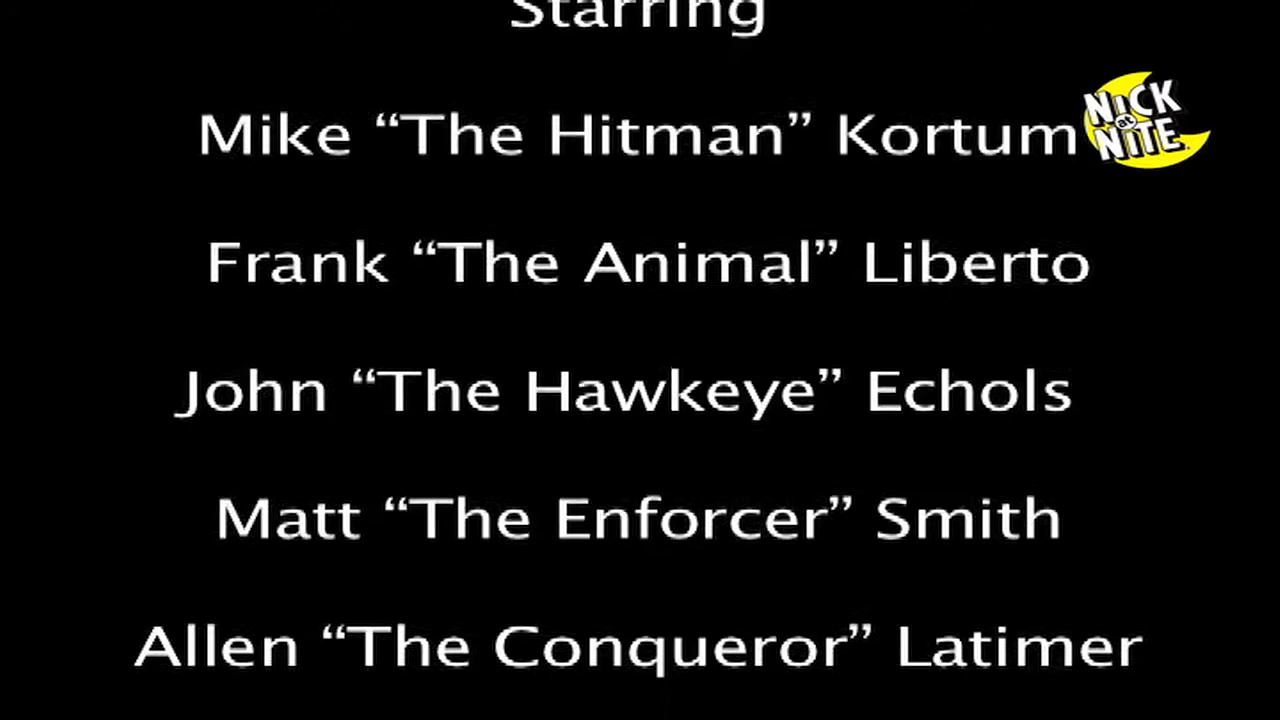 Starring
Mike “The Hitman” Kortum
NICK
at
NITE
Frank “The Animal” Liberto
John “The Hawkeye” Echols
Matt “The Enforcer” Smith
Allen “The Conqueror” Latimer